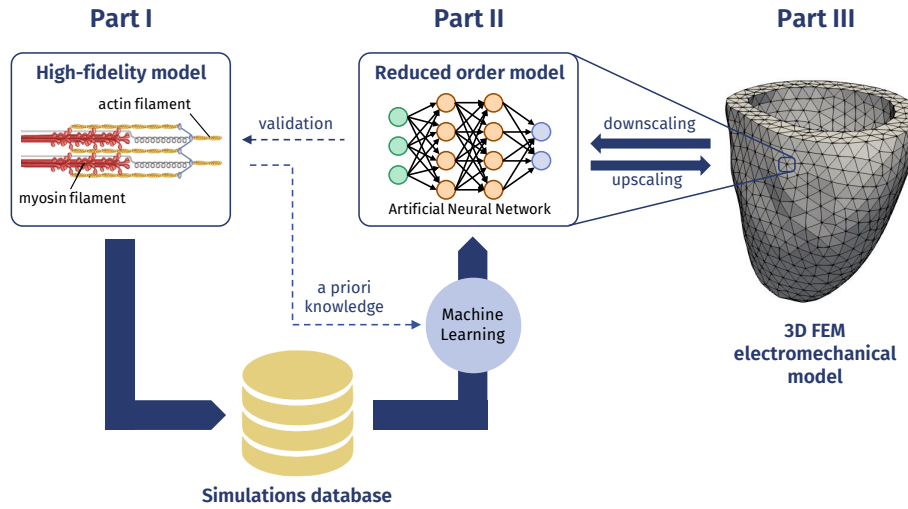 Part I
Part II
Part III
High-fidelity model
actin filament
myosin filament
validation
Reduced order model
Artificial Neural Network
downscaling
upscaling
a priori
knowledge
Machine
Learning
3D FEM
electromechanical
model
Simulations database